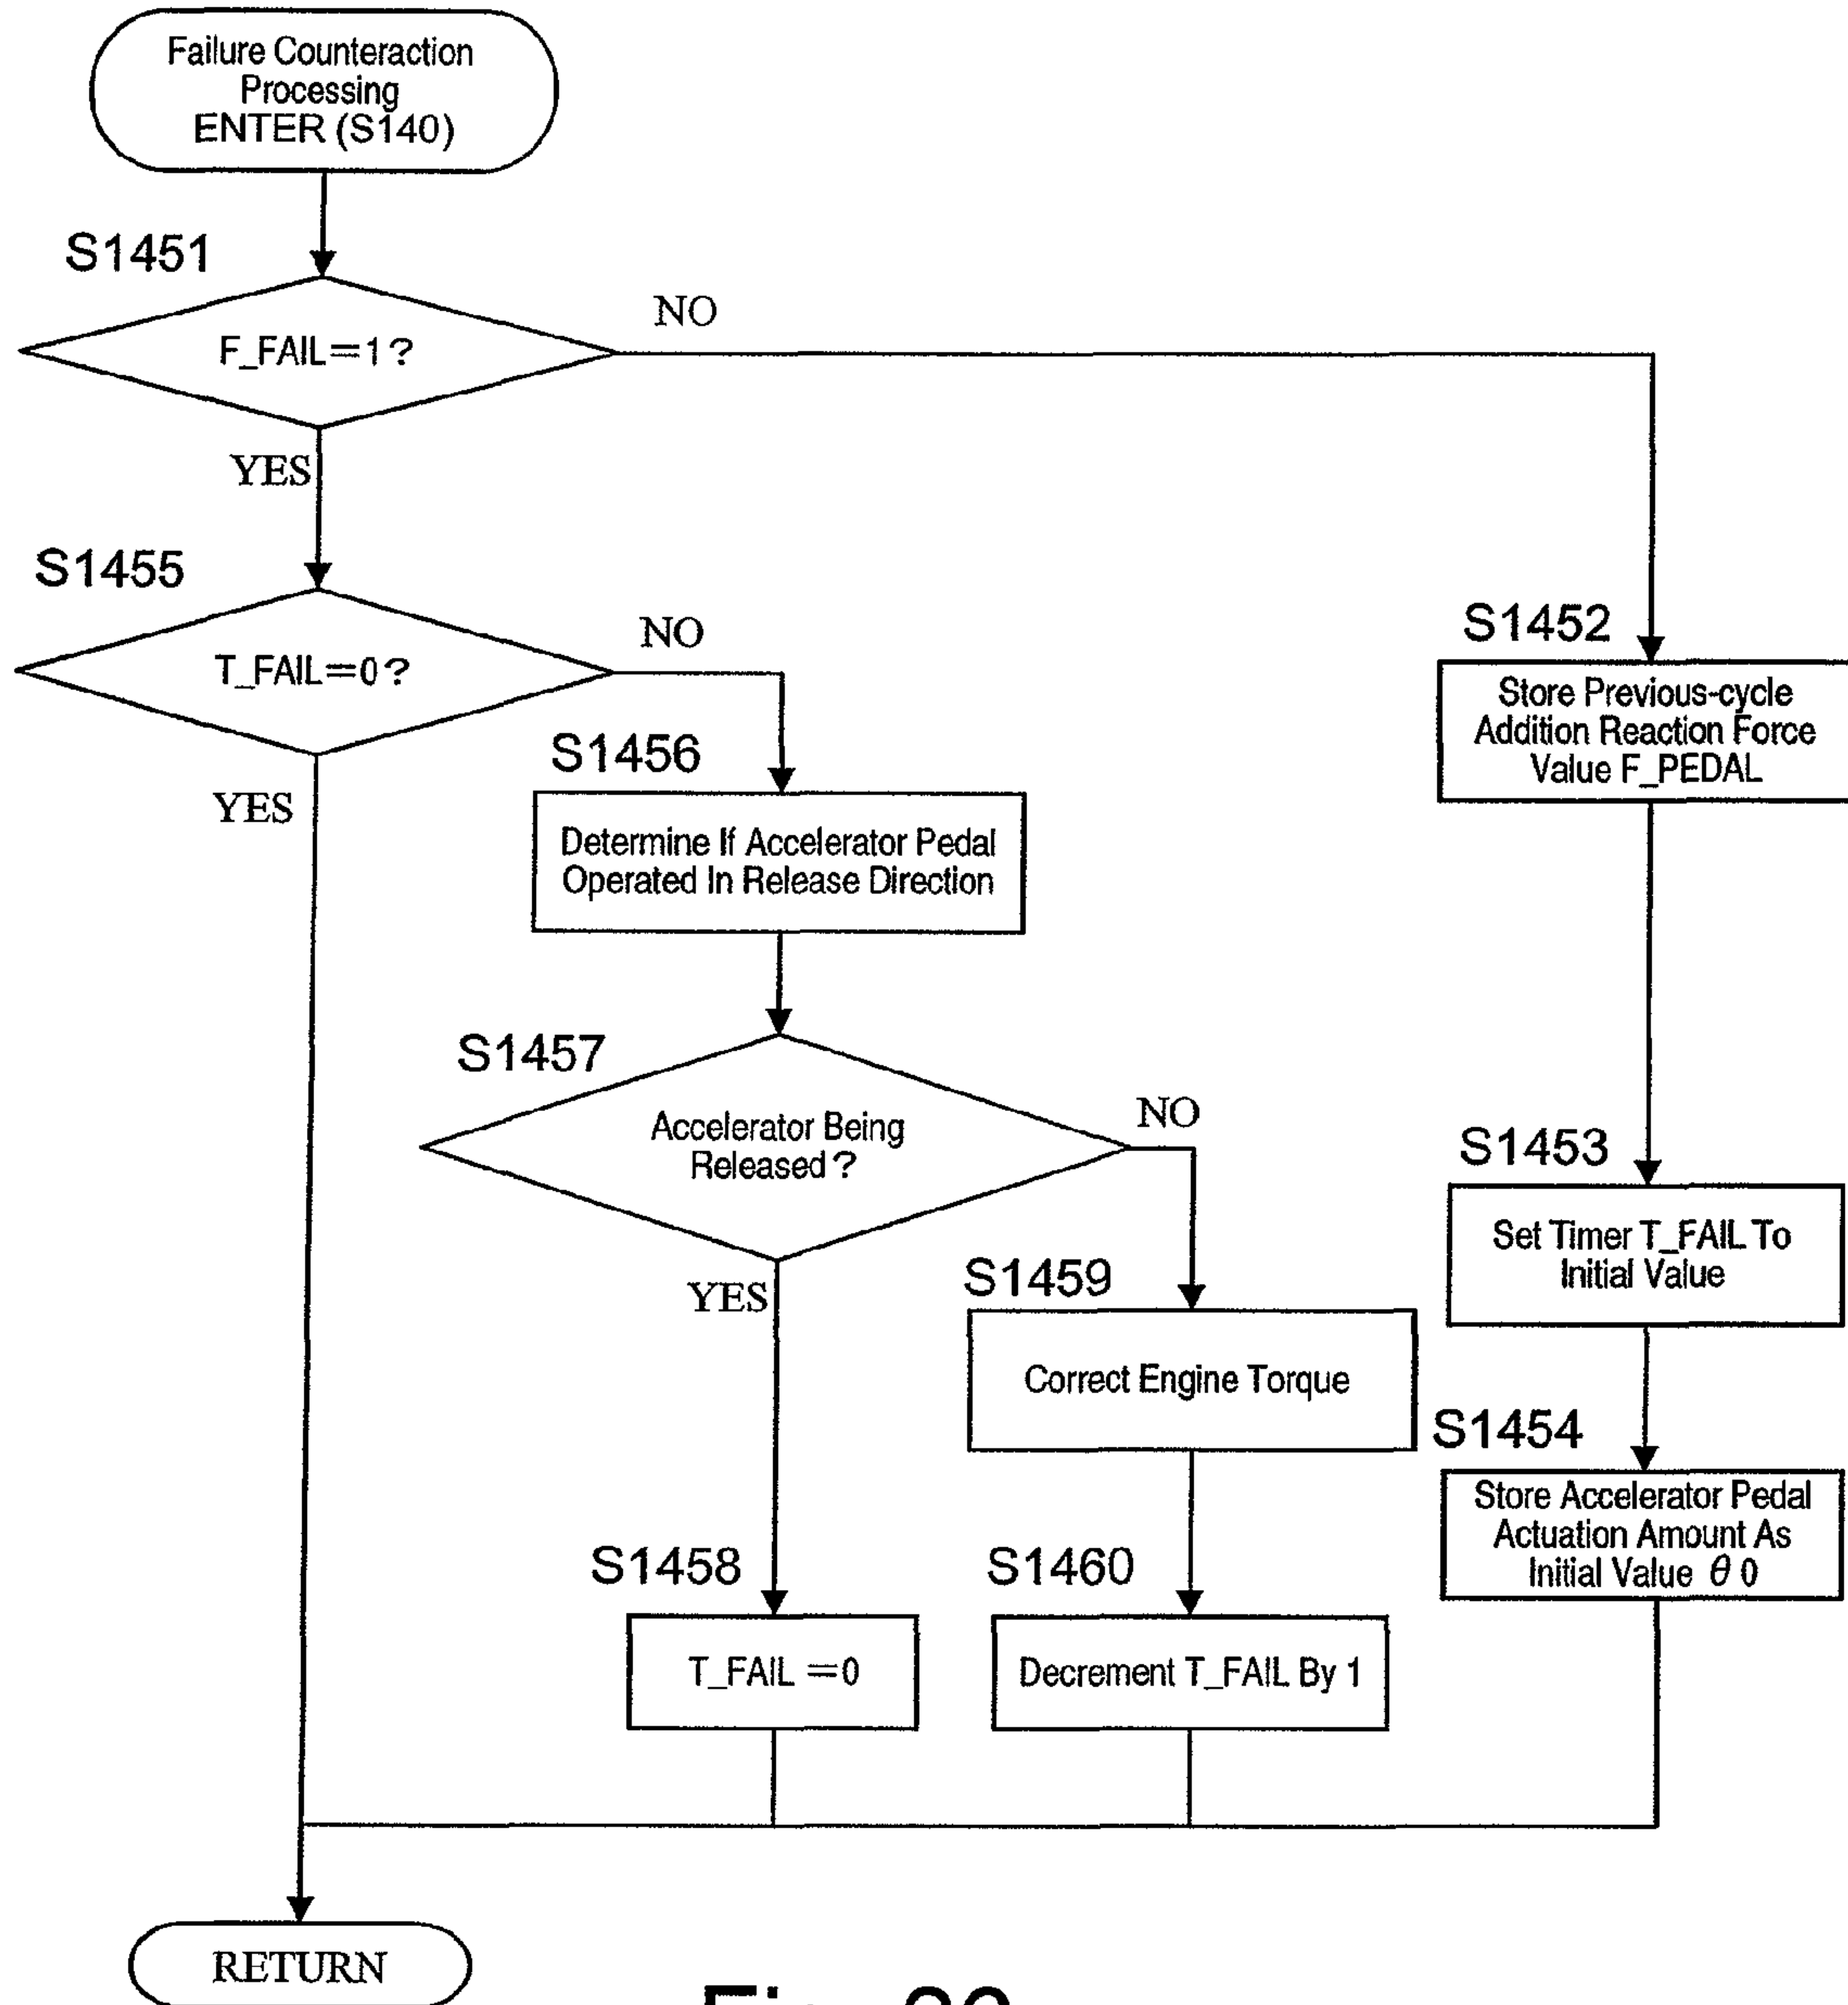 Failure Counteraction
Processing
ENTER (S140)
S1451
F_FAIL=1?
NO
YES
S1455
T_FAIL=0?
NO
YES
S1452
Store Previous-cycle
Addition Reaction Force
Value F_PEDAL
S1456
Determine If Accelerator Pedal
Operated In Release Direction
S1457
Accelerator Being
Released?
NO
YES
S1453
Set Timer T_FAIL To
Initial Value
S1459
Correct Engine Torque
S1454
Store Accelerator Pedal
Actuation Amount As
Initial Value θ 0
S1458
T_FAIL =0
S1460
Decrement T_FAIL By 1
RETURN